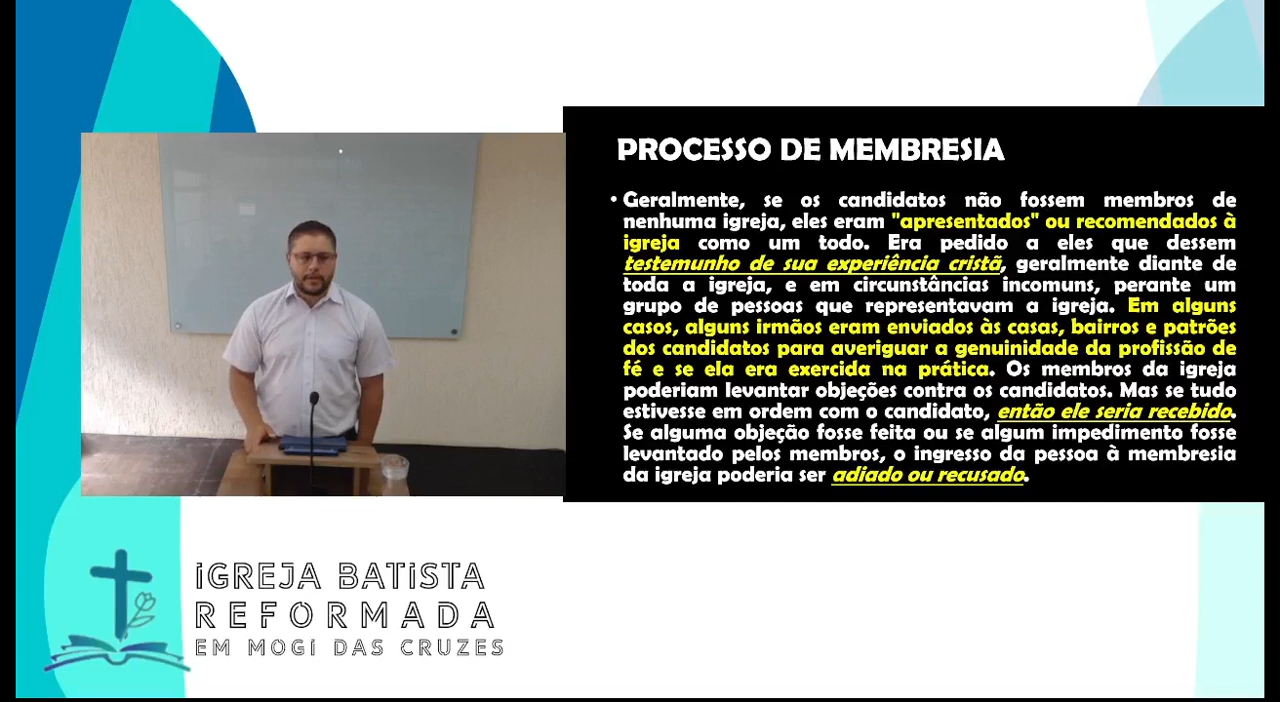 PROCESSO DE MEMBRESIA
• Geralmente, se os candidatos não fossem membros de
nenhuma igreja, eles eram "apresentados" ou recomendados à
igreja como um todo. Era pedido a eles que dessem
testemunho de sua experiência cristã, geralmente diante de
toda a igreja, e em circunstâncias incomuns, perante um
grupo de pessoas que representavam a igreja. Em alguns
casos, alguns irmãos eram enviados às casas, bairros e patrões
dos candidatos para averiguar a genuinidade da profissão de
fé e se ela era exercida na prática. Os membros da igreja
poderiam levantar objeções contra os candidatos. Mas se tudo
estivesse em ordem com o candidato, então ele seria recebido.
Se alguma objeção fosse feita ou se algum impedimento fosse
levantado pelos membros, o ingresso da pessoa à membresia
da igreja poderia ser adiado ou recusado.
IGREJA BATISTA
REFORMADA
EM MOGI DAS CRUZES